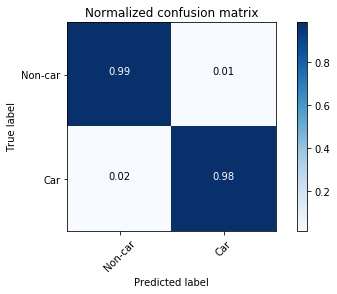 Normalized confusion matrix
Non-car
0.99
0.01
Car
0.02
0.98
True label
Non-car
Car
Predicted label
0.8
0.6
0.4
0.2